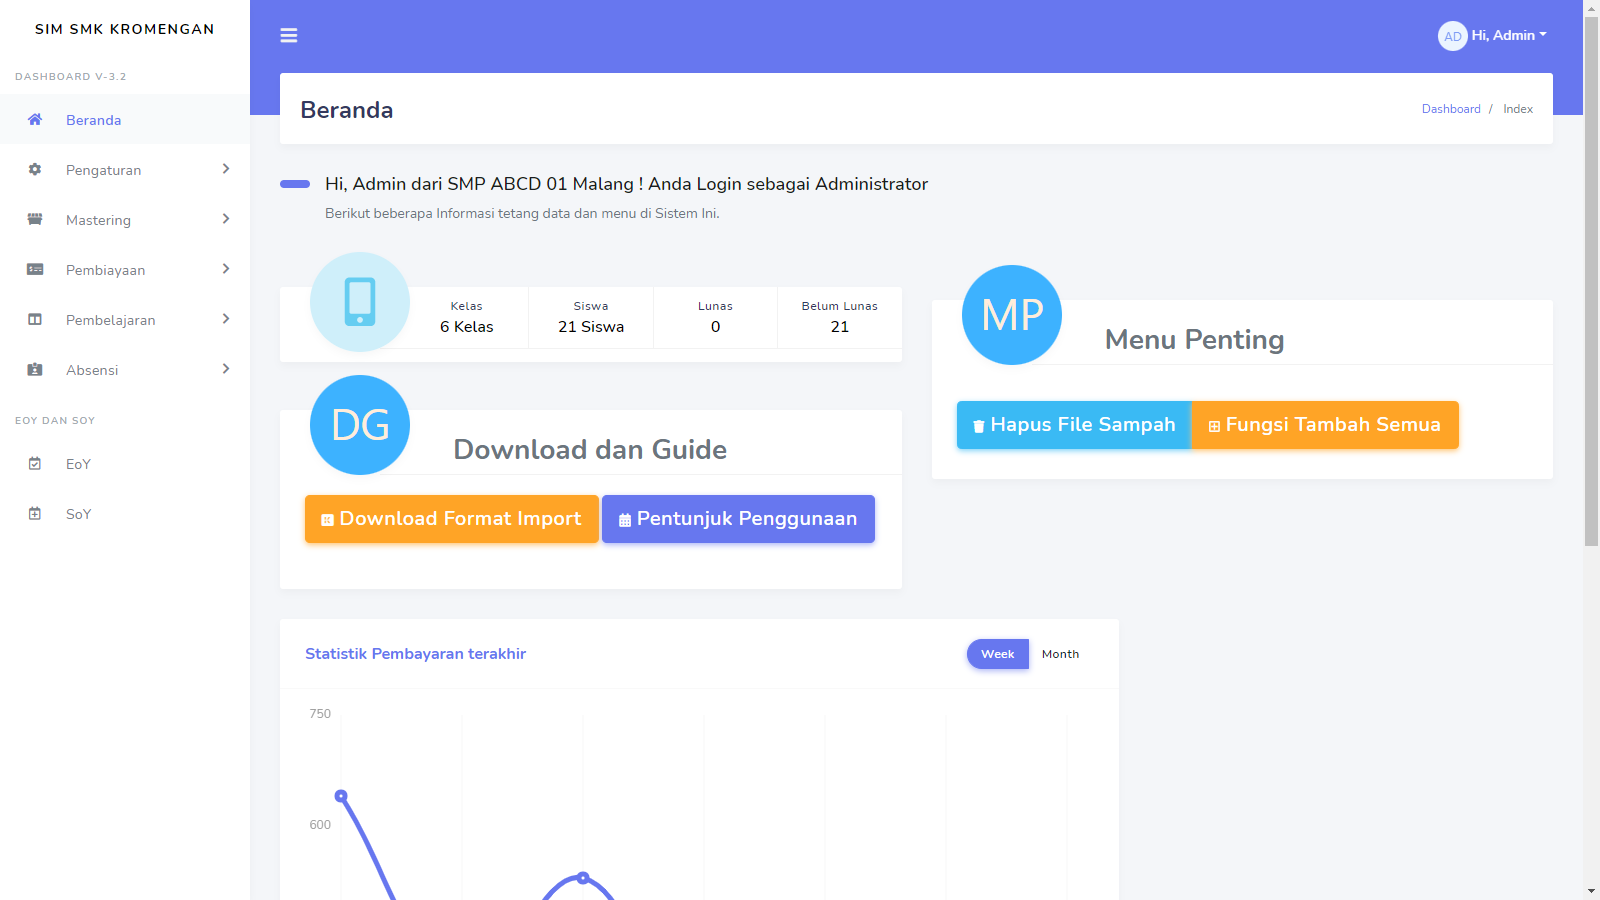 SIM SMK KROMENGAN
DASHBOARD V-3.2
Beranda
Pengaturan
Mastering
Pembiayaan
Pembelajaran
Absensi
EOY DAN SOY
EoY
SoY
AD Hi, Admin
Beranda
Dashboard / Index
Hi, Admin dari SMP ABCD 01 Malang ! Anda Login sebagai Administrator
Berikut beberapa Informasi tetang data dan menu di Sistem Ini.
Kelas
6 Kelas
Siswa
21 Siswa
Lunas
0
Belum Lunas
21
MP
Menu Penting
Hapus File Sampah
Fungsi Tambah Semua
DG
Download dan Guide
Download Format Import
Pentunjuk Penggunaan
Statistik Pembayaran terakhir
Week
Month
750
600